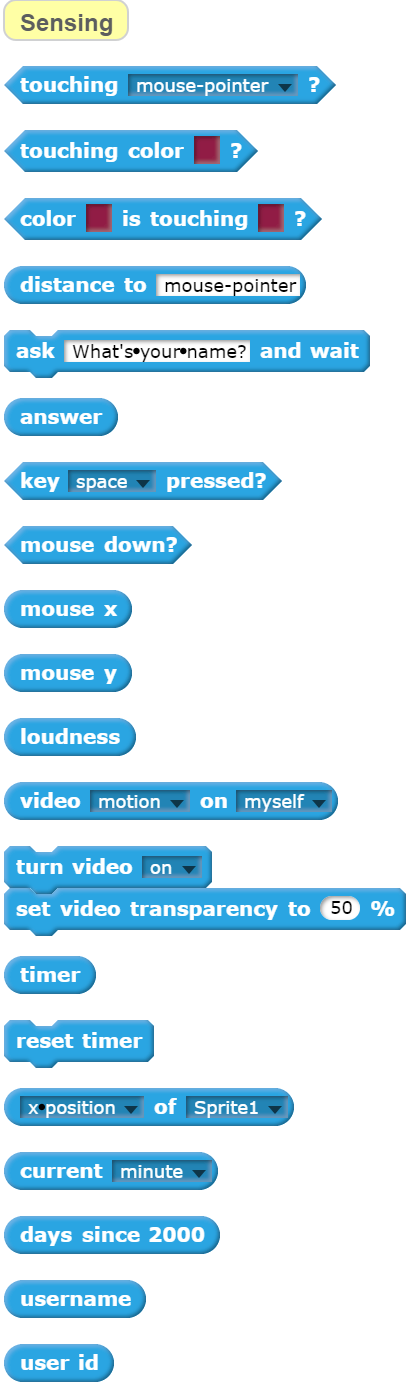 Sensing
touching mouse-pointer ?
touching color ?
color is touching ?
distance to mouse-pointer
ask What's•your•name? and wait
answer
key space pressed?
mouse down?
mouse x
mouse y
loudness
video motion on myself
turn video on
set video transparency to 50 %
timer
reset timer
x•position of Sprite1
current minute
days since 2000
username
user id